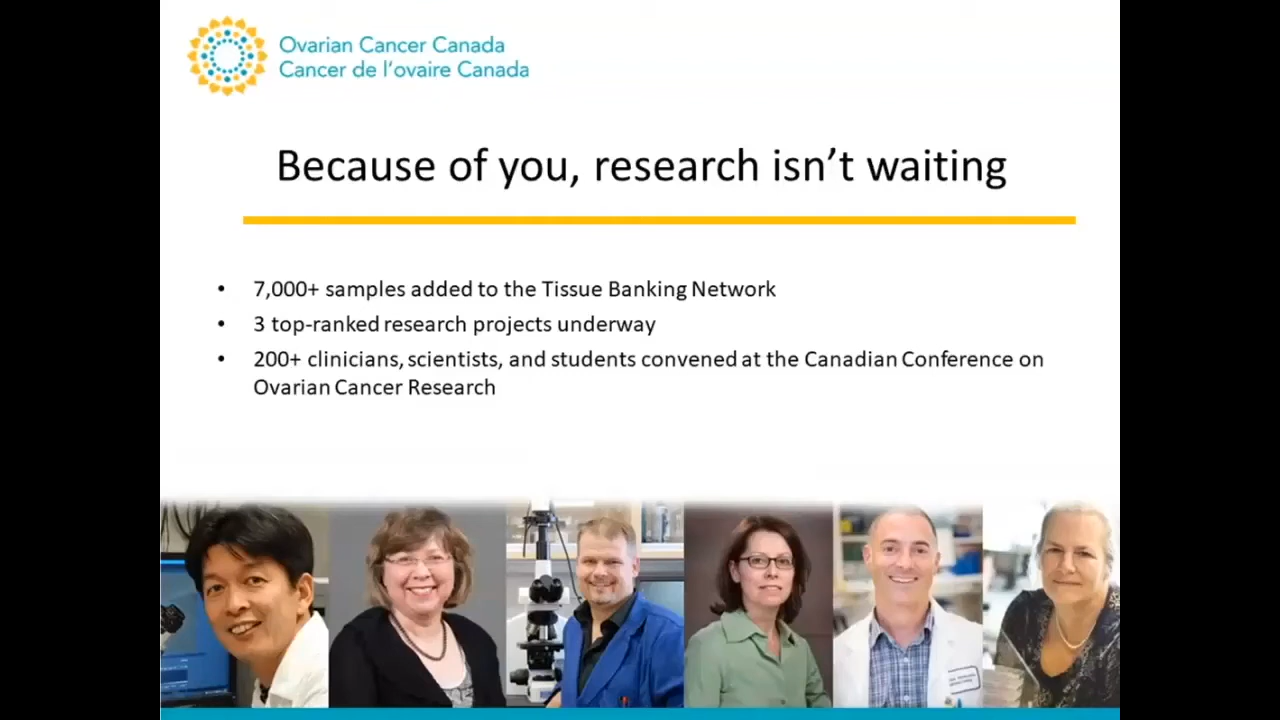 Ovarian Cancer Canada
Cancer de l'ovaire Canada
Because of you, research isn't waiting
• 7,000+ samples added to the Tissue Banking Network
• 3 top-ranked research projects underway
• 200+ clinicians, scientists, and students convened at the Canadian Conference on
Ovarian Cancer Research